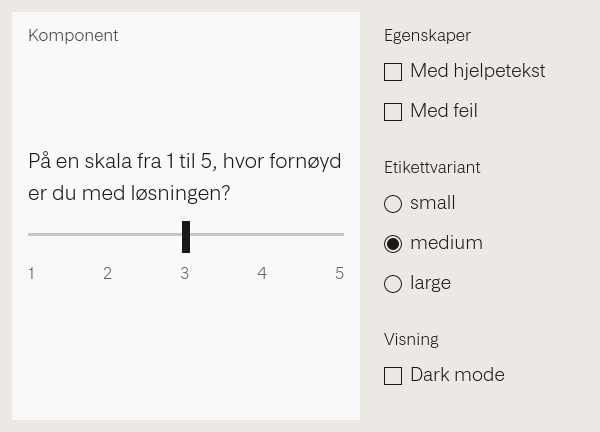 Komponent
På en skala fra 1 til 5, hvor fornøyd
er du med løsningen?
1 2 3 4 5
Egenskaper
Med hjelpetekst
Med feil
Etikettvariant
small
medium
large
Visning
Dark mode